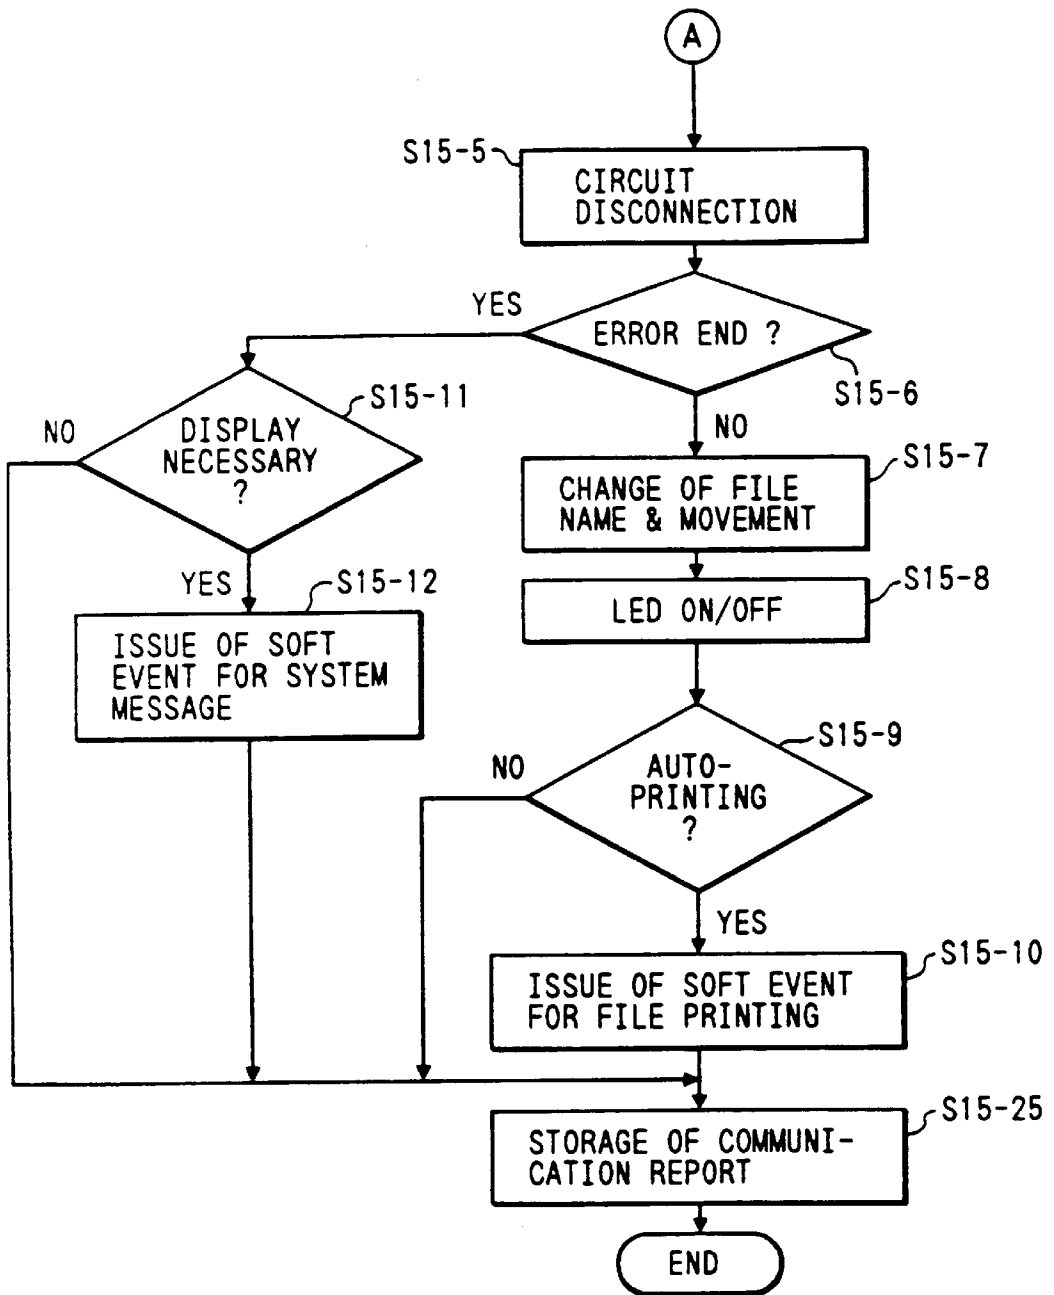 A
S15-5
CIRCUIT
DISCONNECTION
YES
ERROR END ?
S15-6
S15-11
NO
DISPLAY
NECESSARY
?
NO
S15-7
CHANGE OF FILE
NAME & MOVEMENT
YES
S15-12
S15-8
LED ON/OFF
ISSUE OF SOFT
EVENT FOR SYSTEM
MESSAGE
S15-9
NO
AUTO-
PRINTING
?
YES
S15-10
ISSUE OF SOFT EVENT
FOR FILE PRINTING
S15-25
STORAGE OF COMMUNI-
CATION REPORT
END